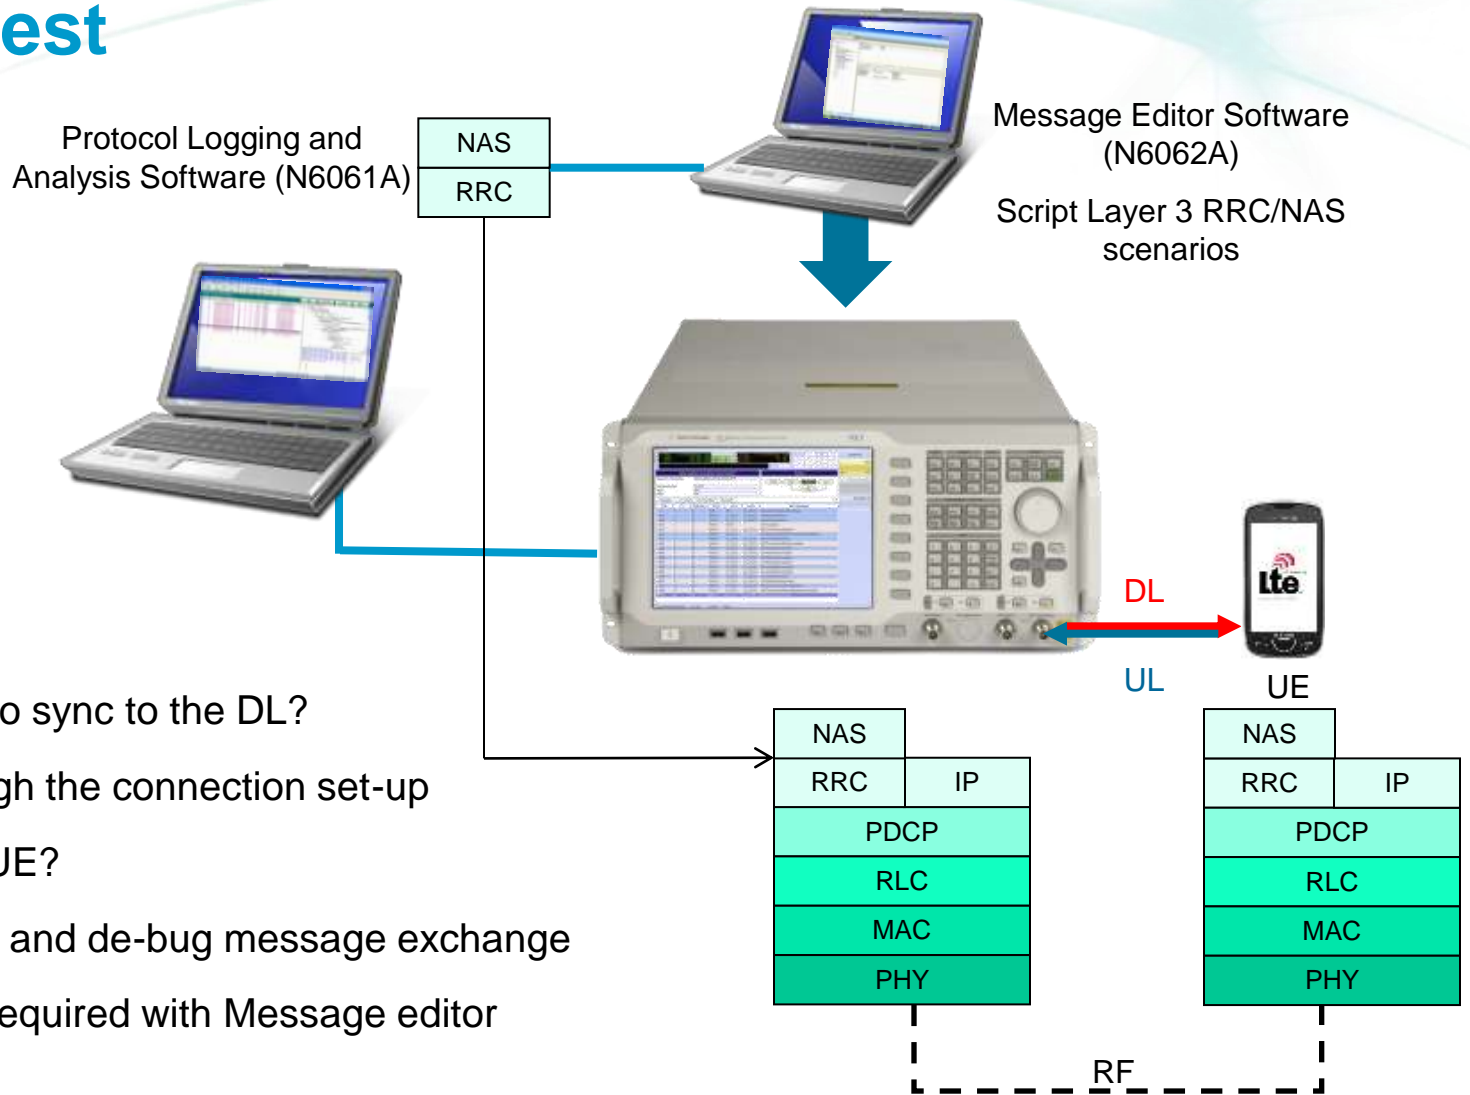 est
Protocol Logging and
Analysis Software (N6061A)
NAS
RRC
Message Editor Software
(N6062A)
Script Layer 3 RRC/NAS
scenarios
DL
UL
lte
UE
o sync to the DL?
gh the connection set-up
UE?
and de-bug message exchange
equired with Message editor
NAS
RRC
IP
PDCP
RLC
MAC
PHY
NAS
RRC
IP
PDCP
RLC
MAC
PHY
RF